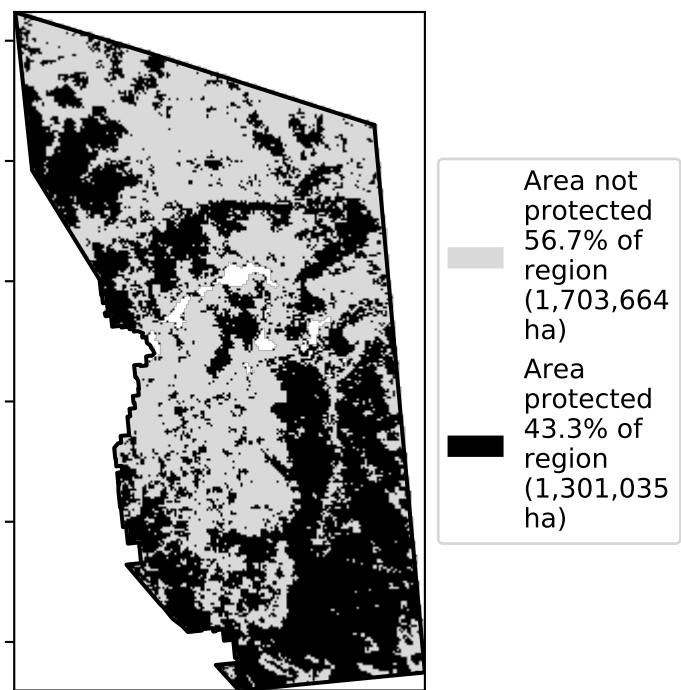 Area not
protected
56.7% of
region
(1,703,664
ha)
Area
protected
43.3% of
region
(1,301,035
ha)